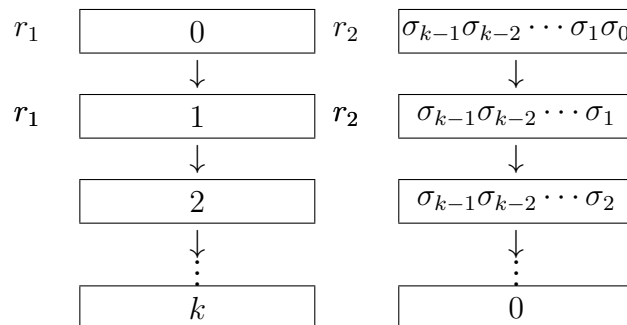 r₁ 0 r₂ σₖ₋₁σₖ₋₂ ⋯ σ₁σ₀
↓ ↓
r₁ 1 r₂ σₖ₋₁σₖ₋₂ ⋯ σ₁
↓ ↓
2 σₖ₋₁σₖ₋₂ ⋯ σ₂
↓ ↓
⋮ ⋮
k 0